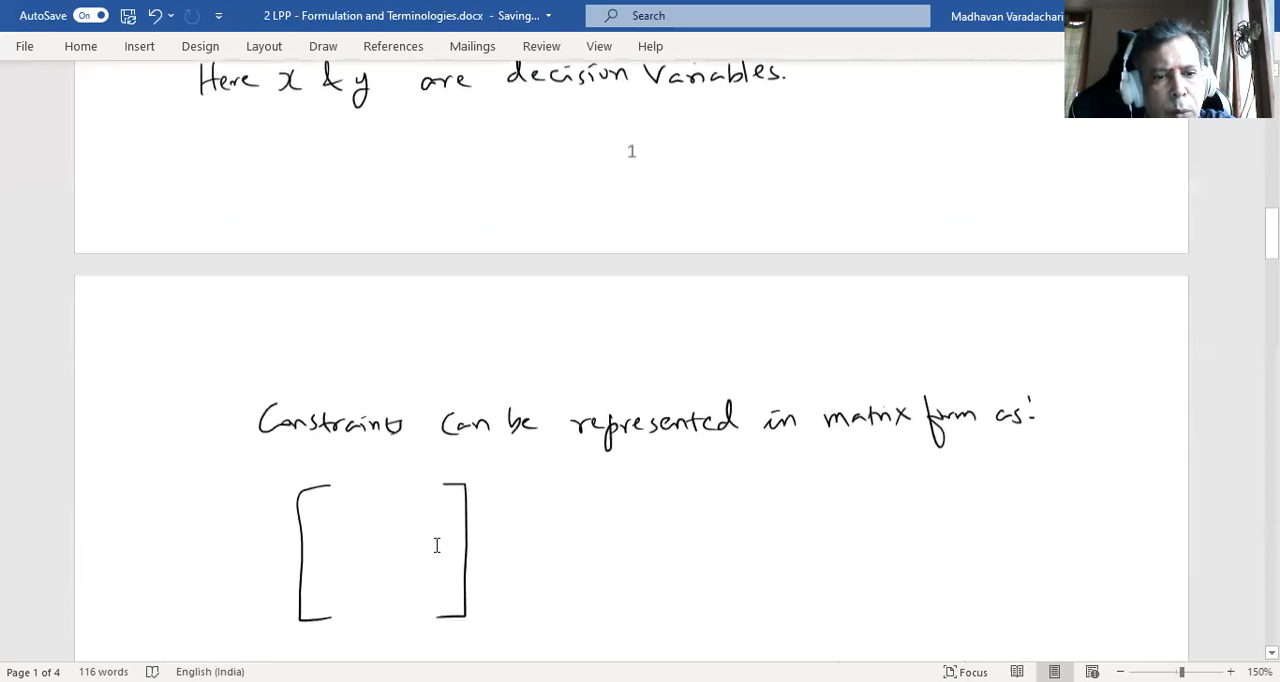 AutoSave On 2 LPP - Formulation and Terminologies.docx - Saving... Search Madhavan Varadachari
File Home Insert Design Layout Draw References Mailings Review View Help
Here x & y are decision Variables.
1
Constraints can be represented in matrix form as:
Page 1 of 4 116 words English (India) Focus 150%